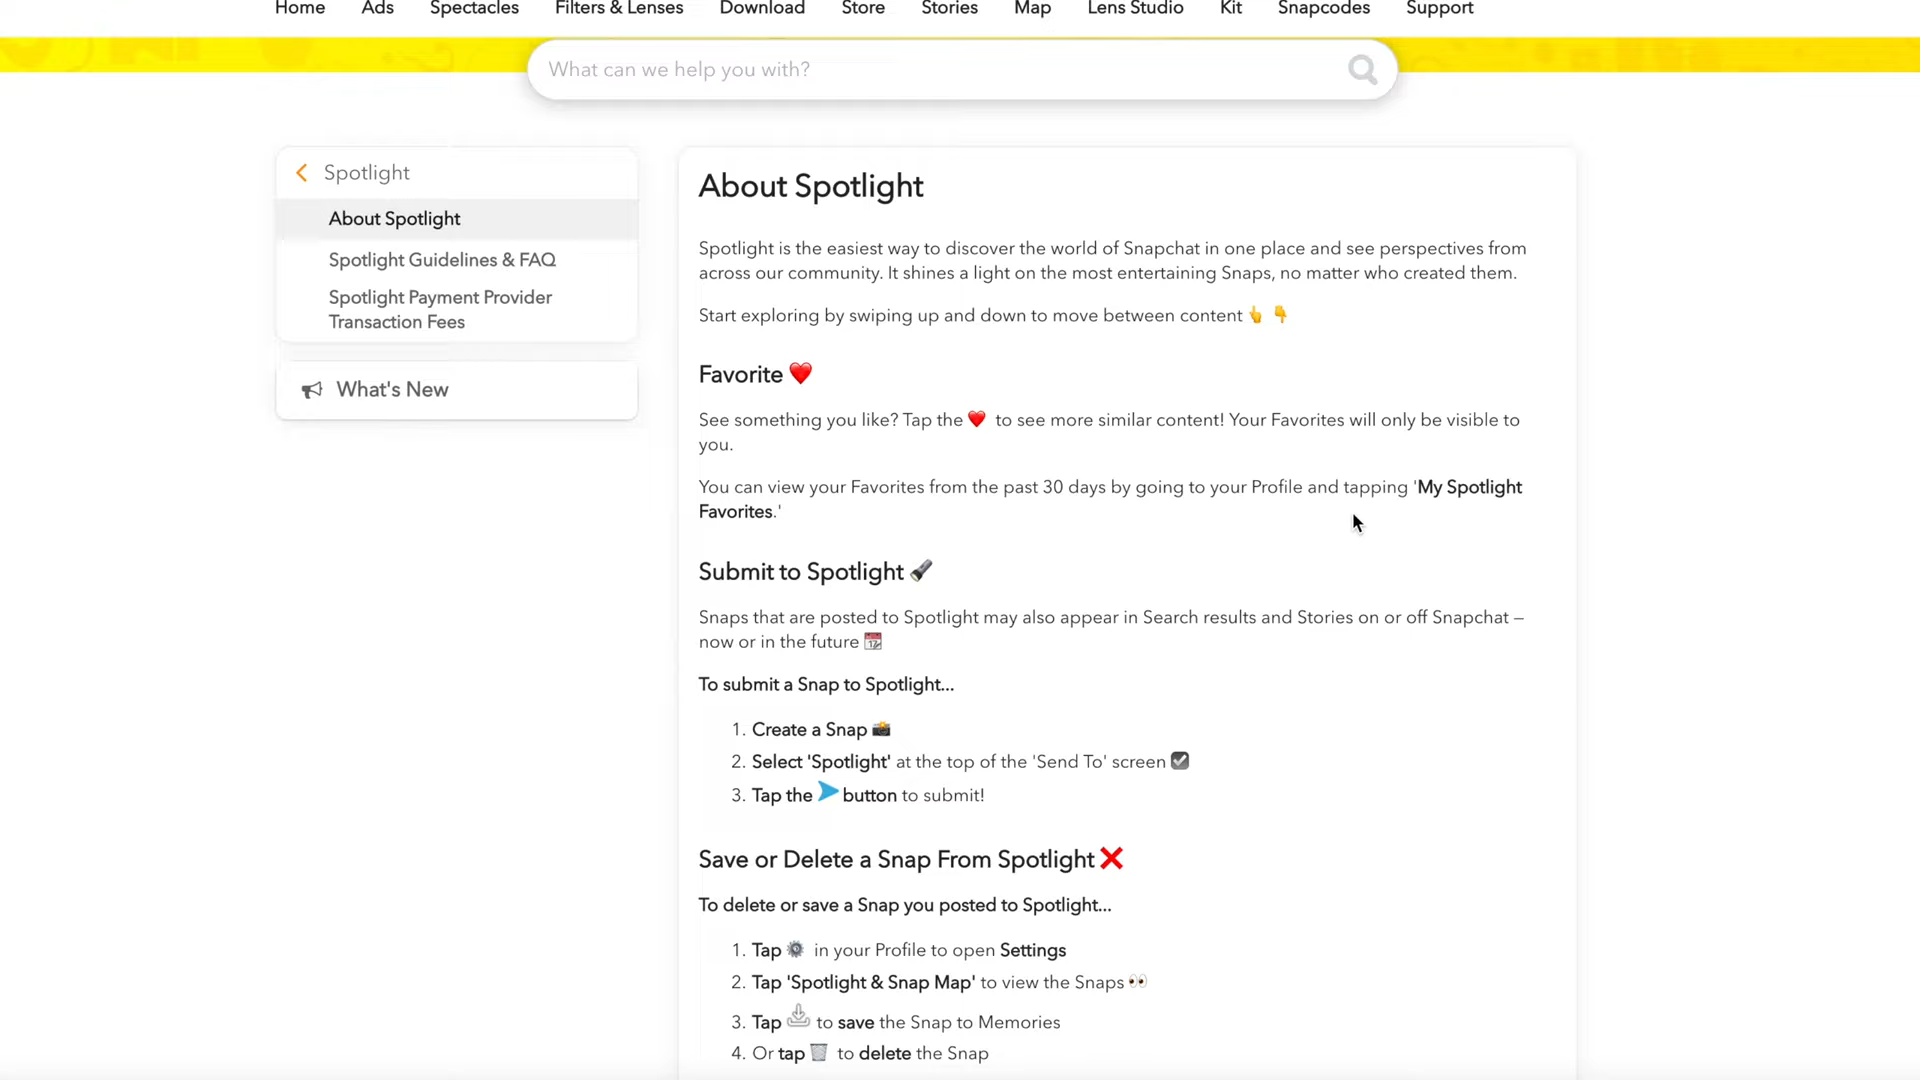 Home Ads Spectacles Filters & Lenses Download Store Stories Map Lens Studio Kit Snapcodes Support
What can we help you with?
Spotlight
About Spotlight
Spotlight Guidelines & FAQ
Spotlight Payment Provider
Transaction Fees
What's New
About Spotlight
Spotlight is the easiest way to discover the world of Snapchat in one place and see perspectives from
across our community. It shines a light on the most entertaining Snaps, no matter who created them.
Start exploring by swiping up and down to move between content 👆 👇
Favorite ❤️
See something you like? Tap the ❤️ to see more similar content! Your Favorites will only be visible to
you.
You can view your Favorites from the past 30 days by going to your Profile and tapping 'My Spotlight
Favorites.'
Submit to Spotlight 🔦
Snaps that are posted to Spotlight may also appear in Search results and Stories on or off Snapchat –
now or in the future 📆
To submit a Snap to Spotlight...
1. Create a Snap 📸
2. Select 'Spotlight' at the top of the 'Send To' screen ☑️
3. Tap the button to submit!
Save or Delete a Snap From Spotlight ❌
To delete or save a Snap you posted to Spotlight...
1. Tap ⚙️ in your Profile to open Settings
2. Tap 'Spotlight & Snap Map' to view the Snaps 👀
3. Tap to save the Snap to Memories
4. Or tap 🗑️ to delete the Snap